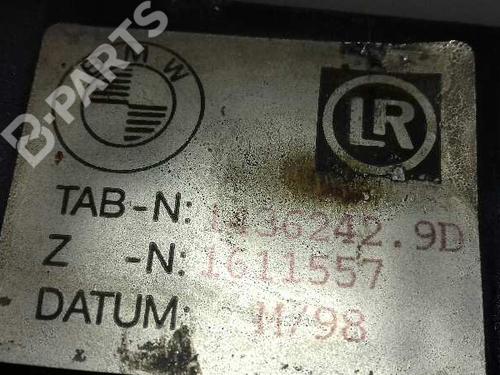 B-PARTS
BMW
LR
TAB-N: 1436242.9D
Z -N: 1611557
DATUM: 11/98